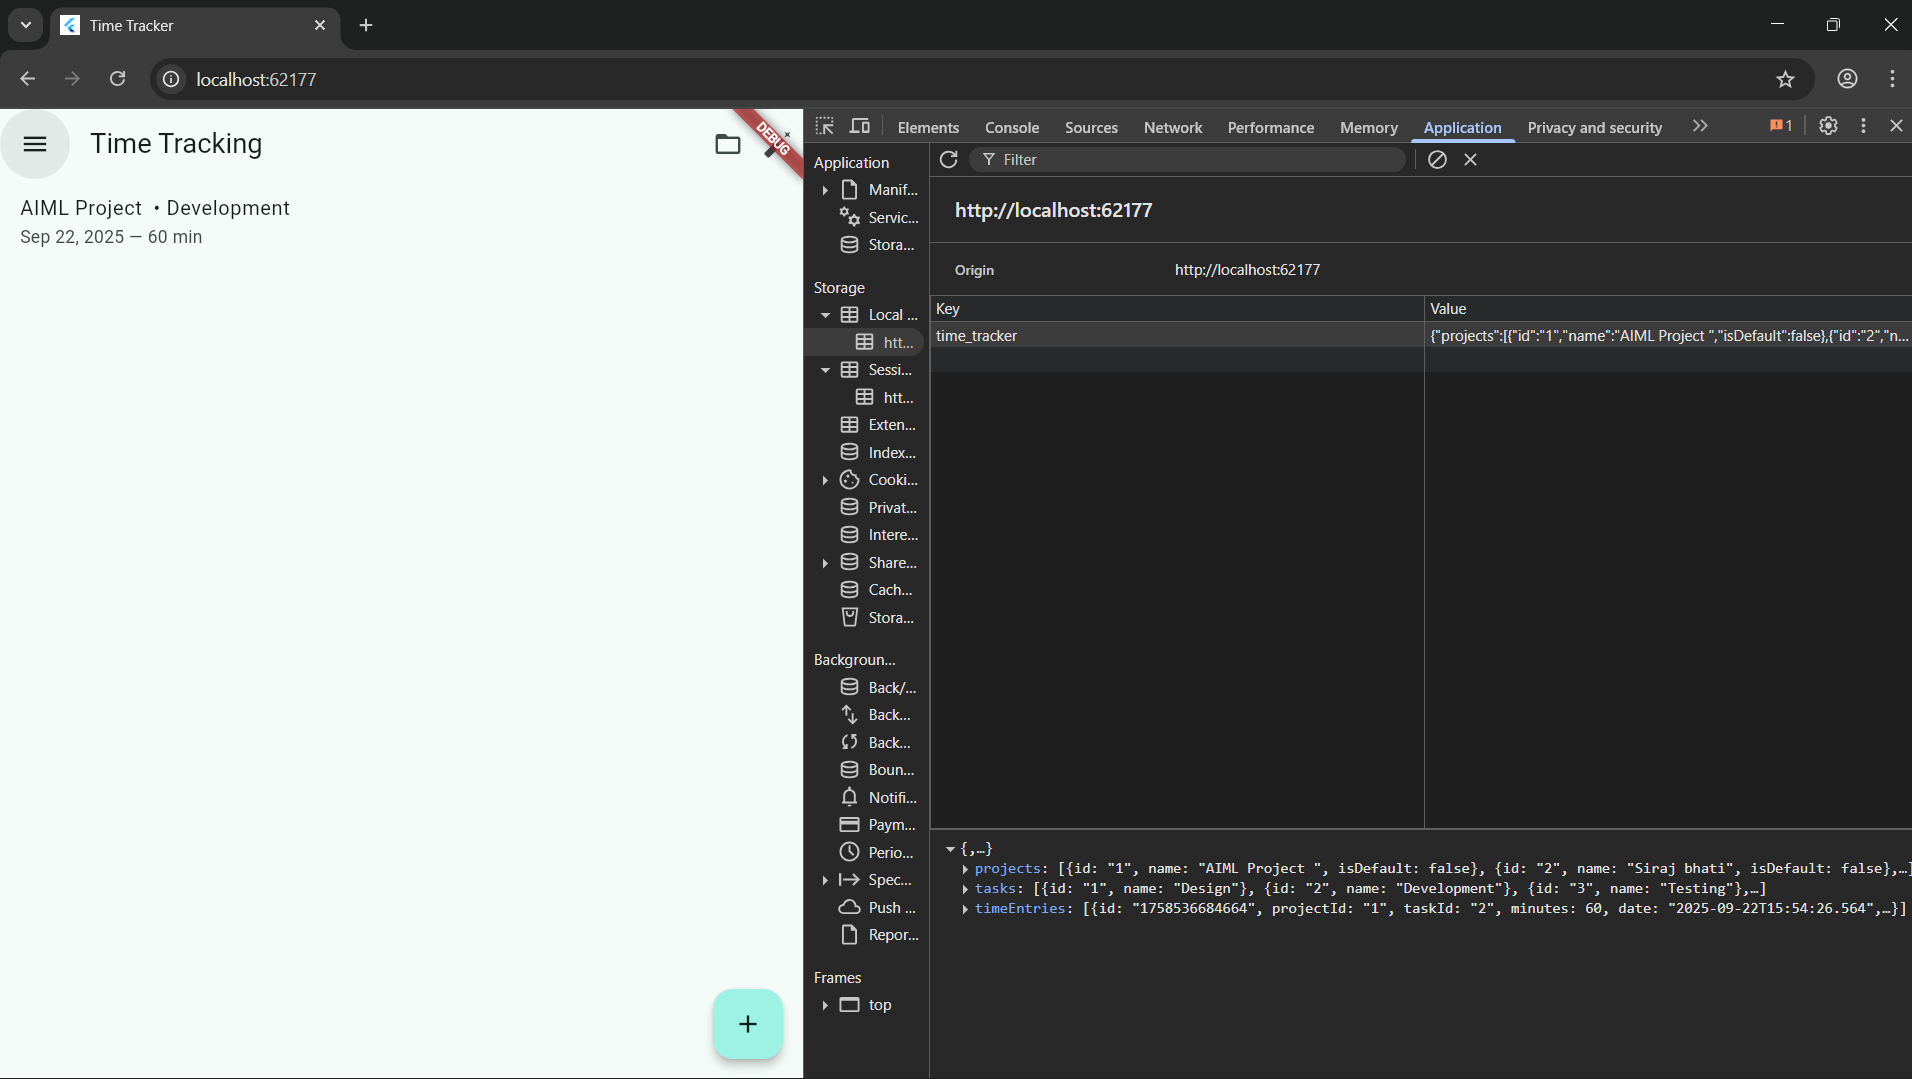 Time Tracker
localhost:62177
Time Tracking
DEBUG
AIML Project • Development
Sep 22, 2025 — 60 min
Elements Console Sources Network Performance Memory Application Privacy and security 1
Application
Manif...
Servic...
Stora...
Storage
Local ...
htt...
Sessi...
htt...
Exten...
Index...
Cooki...
Privat...
Intere...
Share...
Cach...
Stora...
Backgroun...
Back/...
Back...
Back...
Boun...
Notifi...
Paym...
Perio...
Spec...
Push ...
Repor...
Frames
top
Filter
http://localhost:62177
Origin http://localhost:62177
Key Value
time_tracker {"projects":[{"id":"1","name":"AIML Project ","isDefault":false},{"id":"2","n...
{,…}
projects: [{id: "1", name: "AIML Project ", isDefault: false}, {id: "2", name: "Siraj bhati", isDefault: false},…]
tasks: [{id: "1", name: "Design"}, {id: "2", name: "Development"}, {id: "3", name: "Testing"},…]
timeEntries: [{id: "1758536684664", projectId: "1", taskId: "2", minutes: 60, date: "2025-09-22T15:54:26.564",…}]